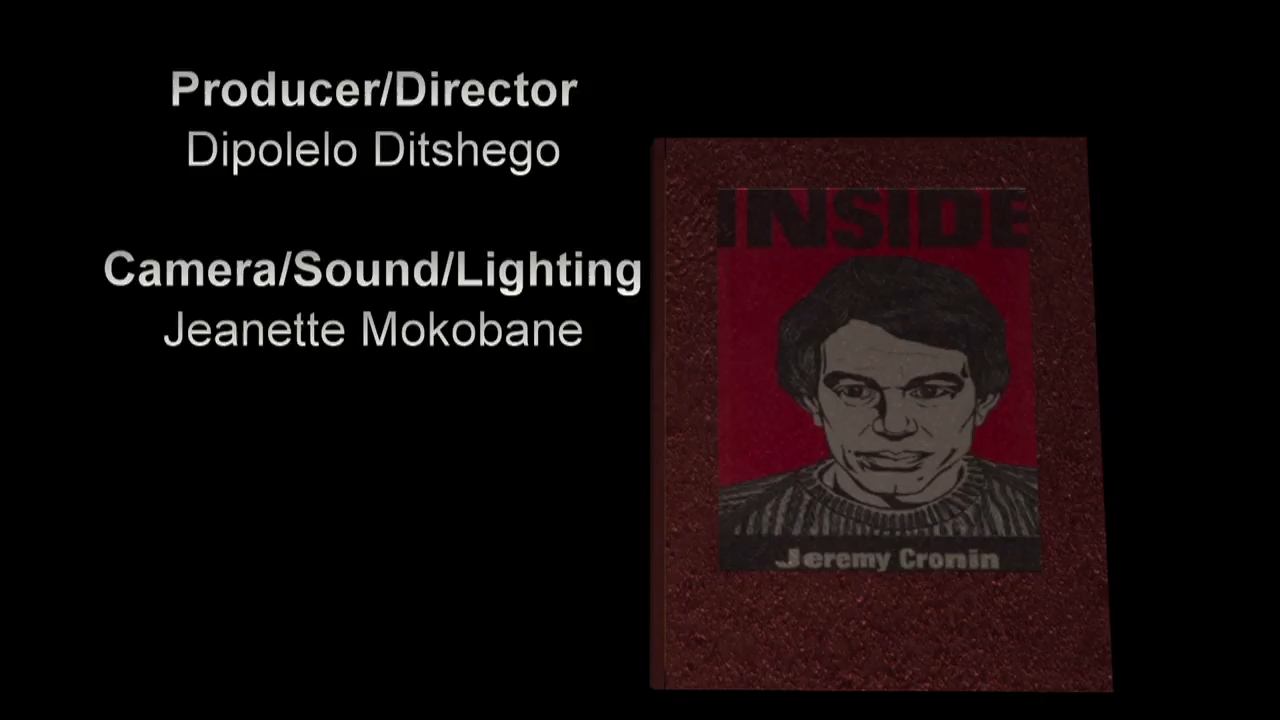 Producer/Director
Dipolelo Ditshego
Camera/Sound/Lighting
Jeanette Mokobane
INSIDE
Jeremy Cronin